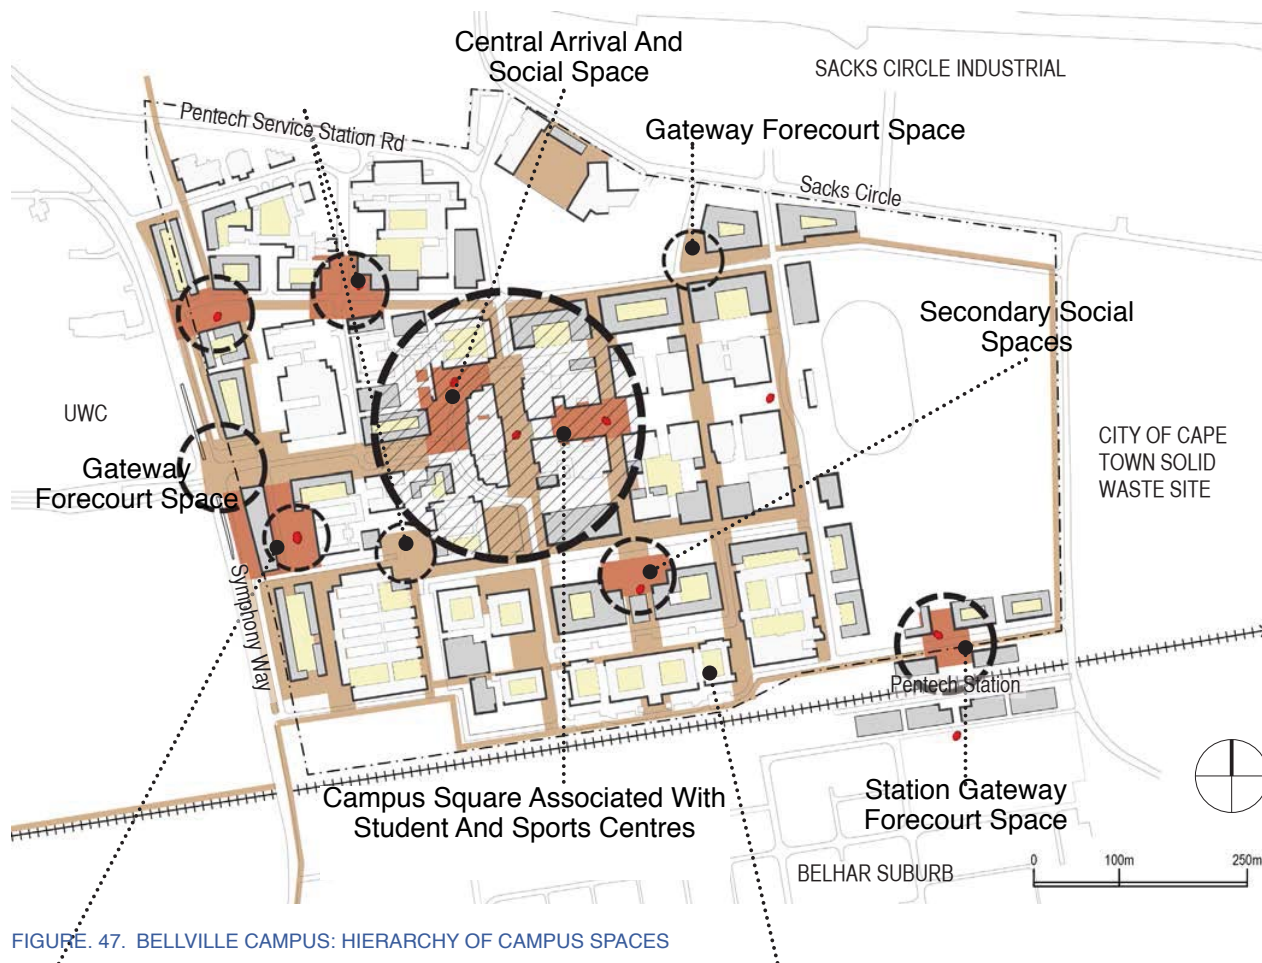 Central Arrival And
Social Space
SACKS CIRCLE INDUSTRIAL
Pentech Service Station Rd
Gateway Forecourt Space
Sacks Circle
Secondary Social
Spaces
UWC
CITY OF CAPE
TOWN SOLID
WASTE SITE
Gateway
Forecourt Space
Symphony Way
Pentech Station
Campus Square Associated With
Student And Sports Centres
Station Gateway
Forecourt Space
0 100m 250m
BELHAR SUBURB
FIGURE. 47. BELLVILLE CAMPUS: HIERARCHY OF CAMPUS SPACES